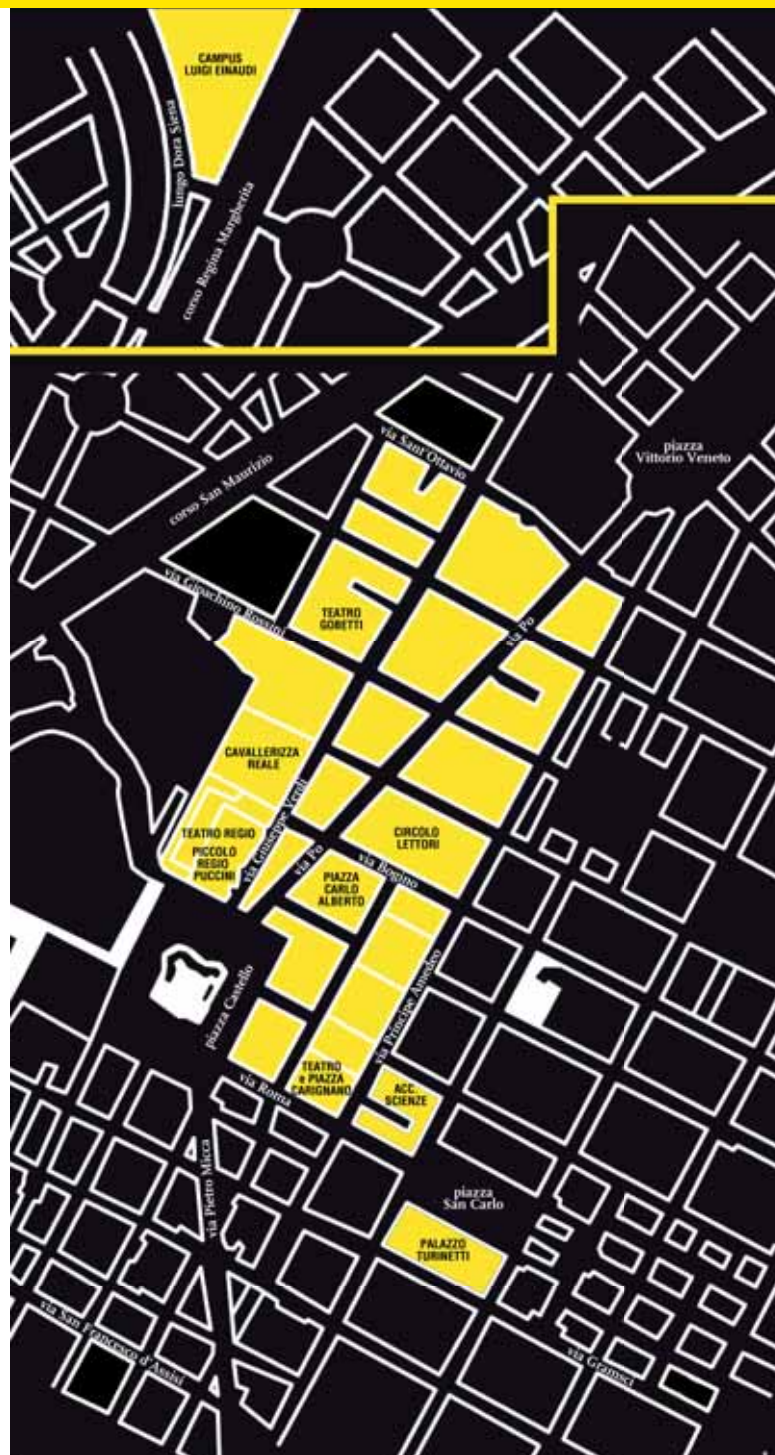 CAMPUS
LUIGI EINAUDI
lungo Dora Siena
corso Regina Margherita
via Sant'Ottavio
piazza
Vittorio Veneto
corso San Maurizio
via Gioachino Rossini
TEATRO
GOBETTI
via Po
CAVALLERIZZA
REALE
TEATRO REGIO
PICCOLO
REGIO
PUCCINI
via Giuseppe Verdi
via Po
CIRCOLO
LETTORI
via Bogino
PIAZZA
CARLO
ALBERTO
piazza Castello
via Principe Amedeo
TEATRO
e PIAZZA
CARIGNANO
via Roma
ACC.
SCIENZE
via Pietro Micca
piazza
San Carlo
PALAZZO
TURINETTI
via San Francesco d'Assisi
via Gramsci